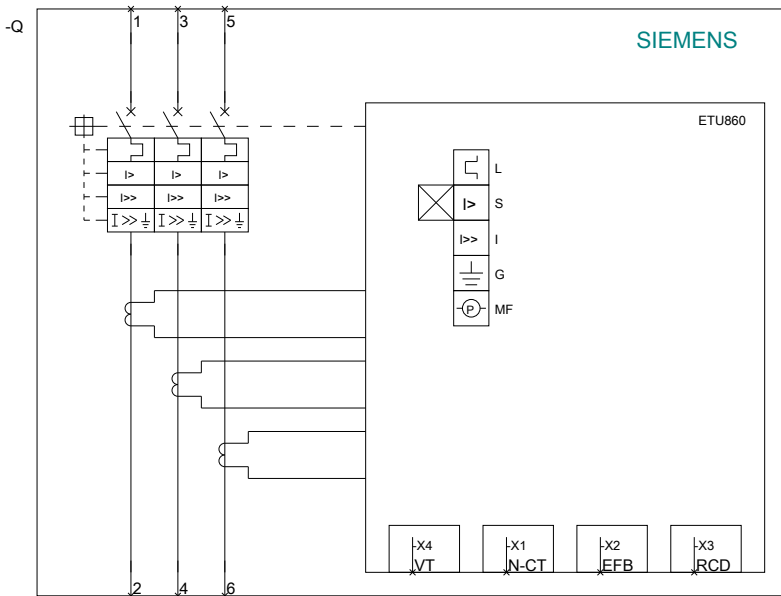 1 3 5
-Q
SIEMENS
ETU860
L
I> I> I> I> S
I>> I>> I>> I>> I
I>> I>> I>> G
P MF
-X4 -X1 -X2 -X3
VT N-CT EFB RCD
2 4 6